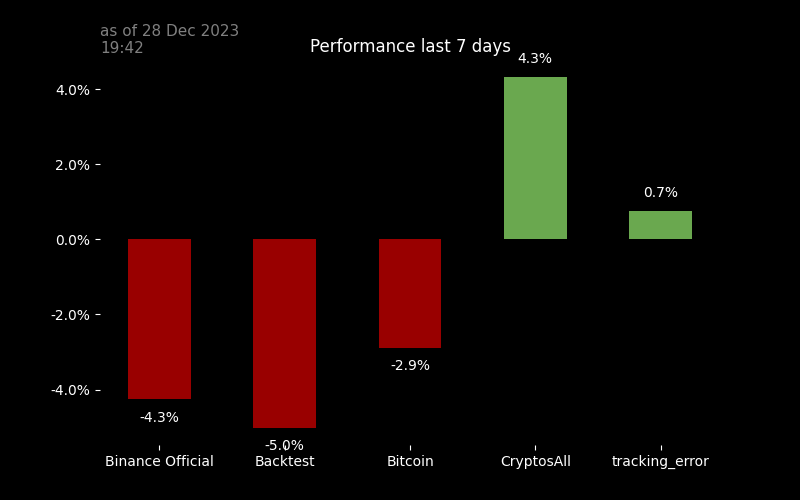 as of 28 Dec 2023
19:42
Performance last 7 days
4.3%
4.0%
2.0%
0.7%
0.0%
-2.0%
-2.9%
-4.0%
-4.3%
-5.0%
Binance Official
Backtest
Bitcoin
CryptosAll
tracking_error